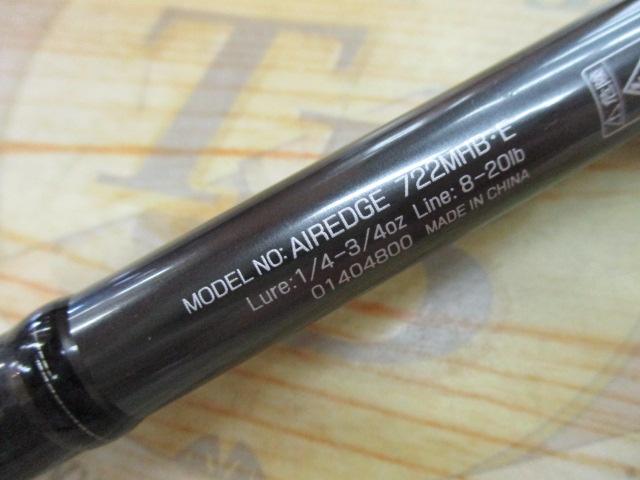 MODEL NO: AIREDGE 722MHB・E
Lure:1/4-3/4oz Line: 8-20lb
01404800 MADE IN CHINA